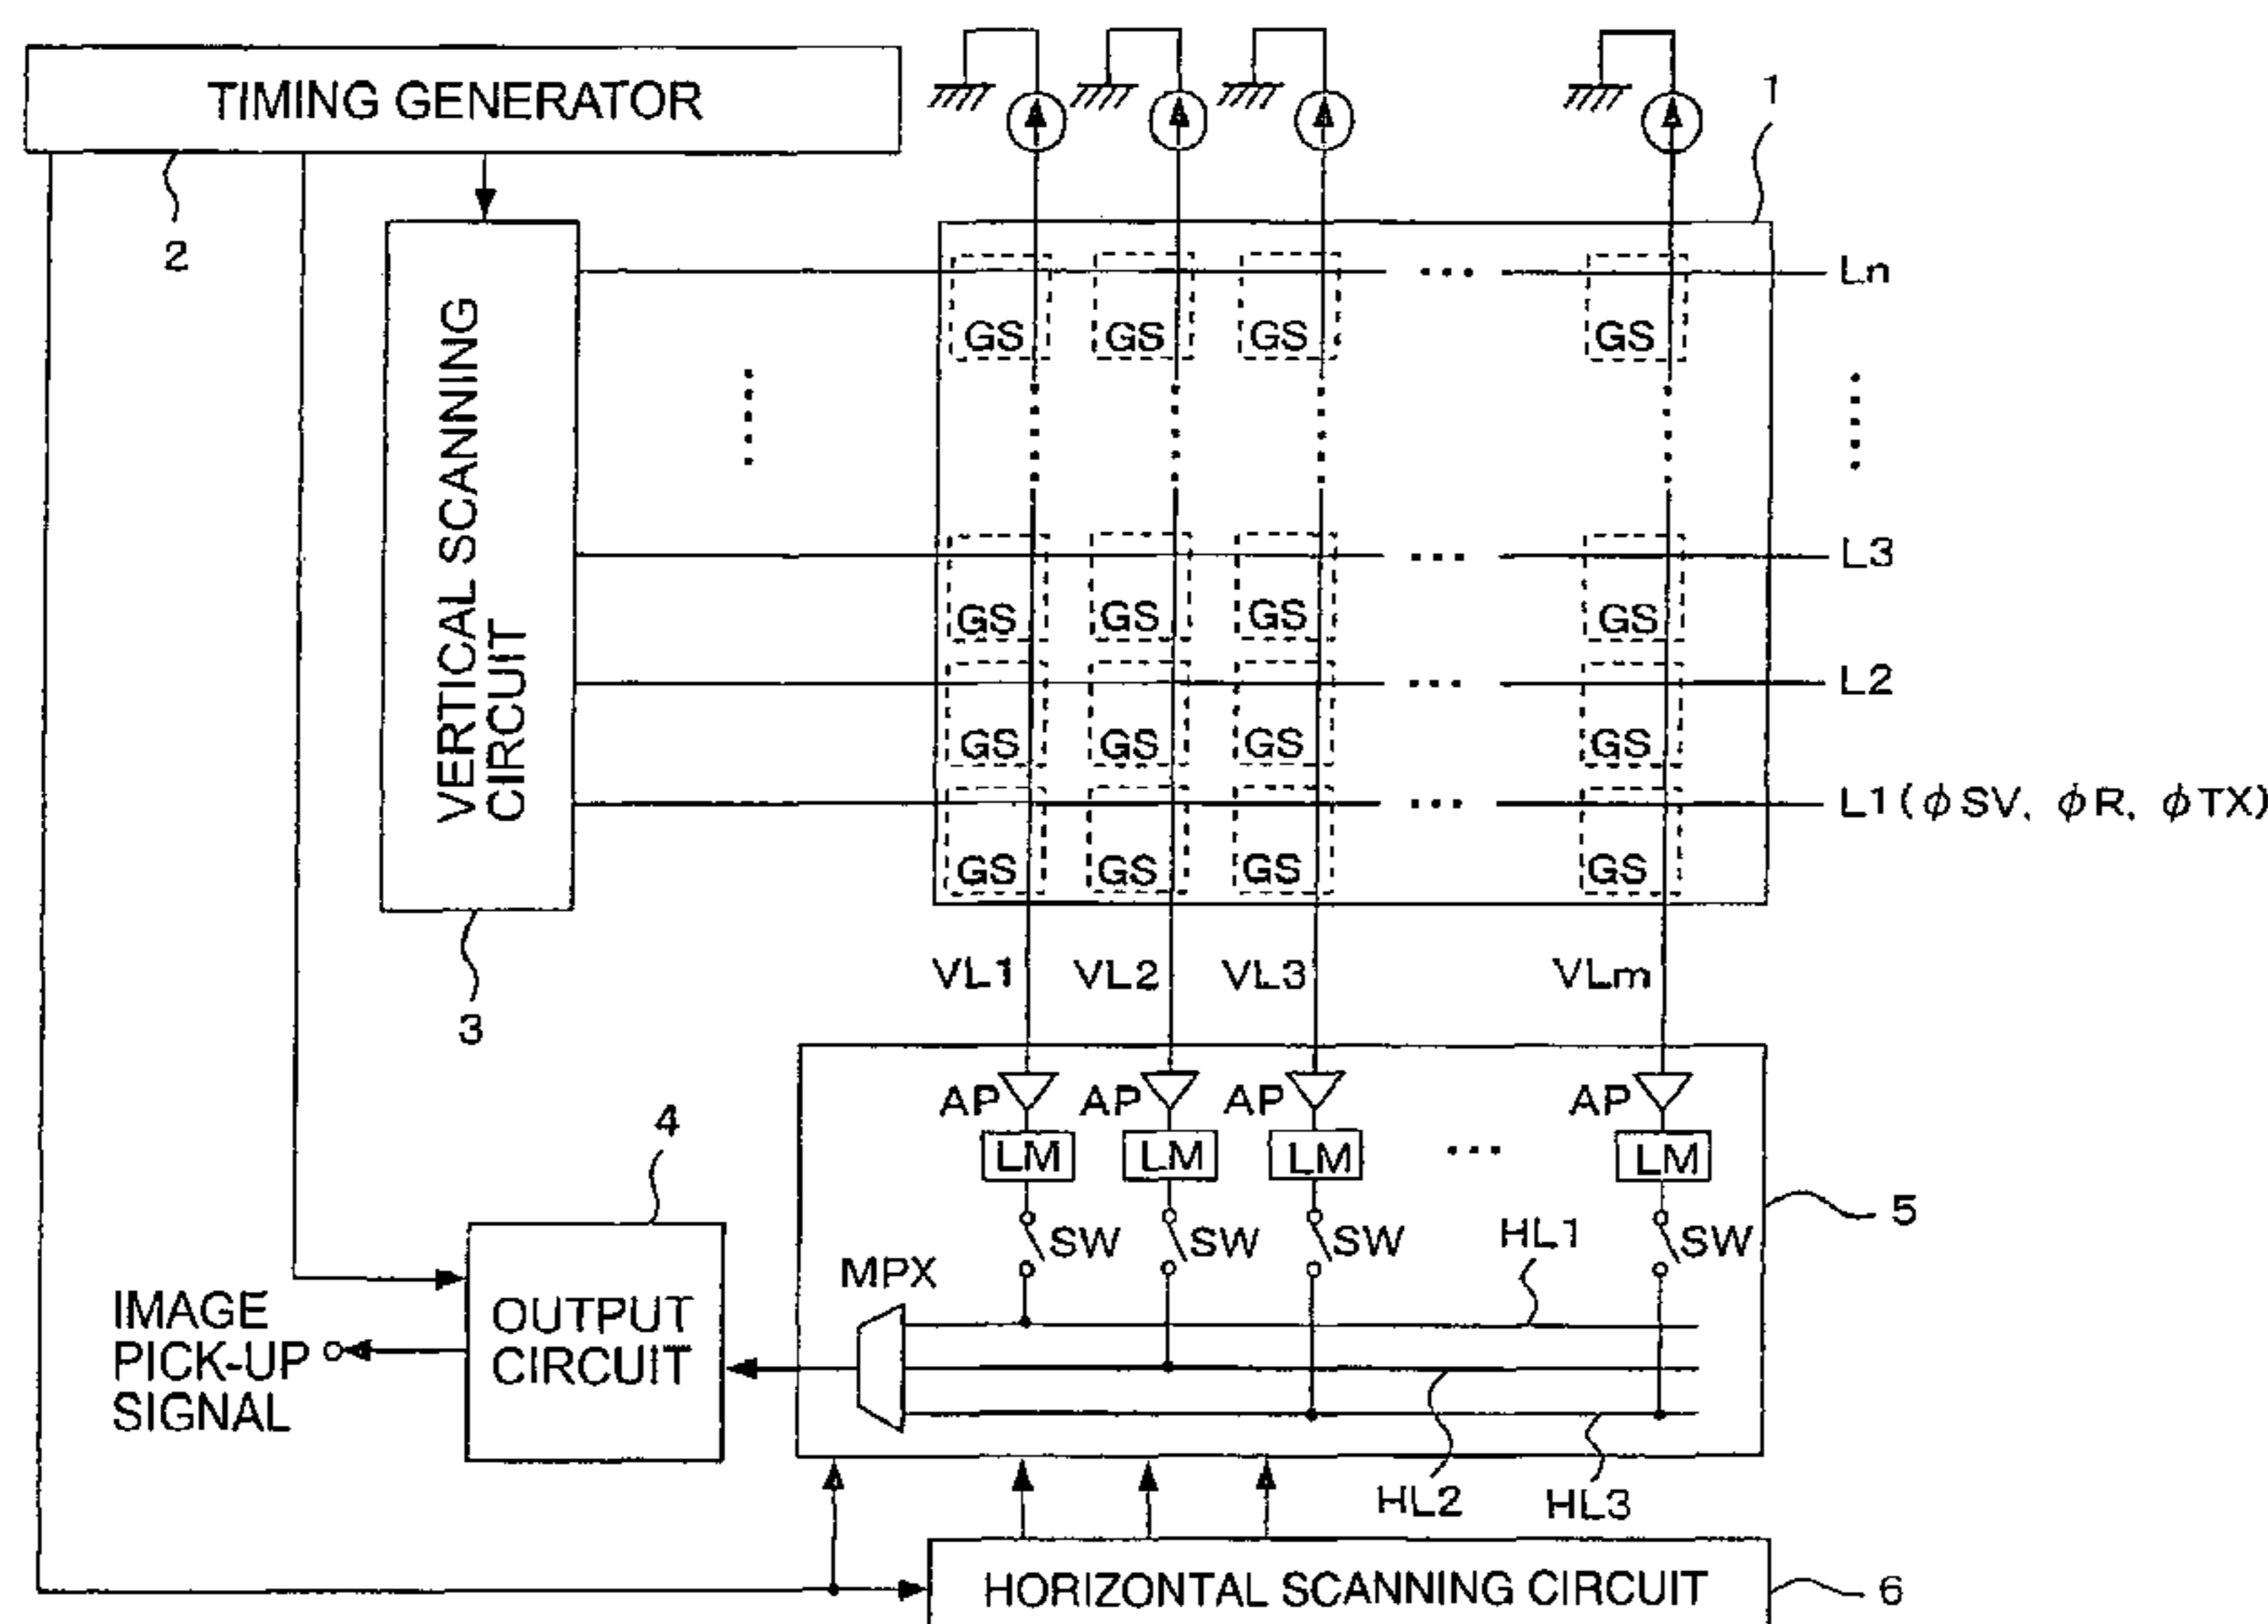 TIMING GENERATOR
1
2
Ln
GS GS GS GS
VERTICAL SCANNING
CIRCUIT
L3
GS GS GS GS
L2
GS GS GS GS
L1 (ϕSV, ϕR, ϕTX)
GS GS GS GS
3
VL1 VL2 VL3 VLm
AP AP AP AP
4
LM LM LM LM
5
SW SW SW SW
HL1
MPX
IMAGE
PICK-UP
SIGNAL
OUTPUT
CIRCUIT
HL2
HL3
HORIZONTAL SCANNING CIRCUIT
6